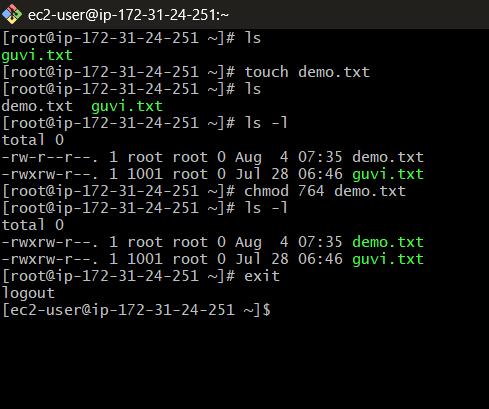 ec2-user@ip-172-31-24-251:~
[root@ip-172-31-24-251 ~]# ls
guvi.txt
[root@ip-172-31-24-251 ~]# touch demo.txt
[root@ip-172-31-24-251 ~]# ls
demo.txt  guvi.txt
[root@ip-172-31-24-251 ~]# ls -l
total 0
-rw-r--r--. 1 root root 0 Aug  4 07:35 demo.txt
-rwxrw-r--. 1 1001 root 0 Jul 28 06:46 guvi.txt
[root@ip-172-31-24-251 ~]# chmod 764 demo.txt
[root@ip-172-31-24-251 ~]# ls -l
total 0
-rwxrw-r--. 1 root root 0 Aug  4 07:35 demo.txt
-rwxrw-r--. 1 1001 root 0 Jul 28 06:46 guvi.txt
[root@ip-172-31-24-251 ~]# exit
logout
[ec2-user@ip-172-31-24-251 ~]$